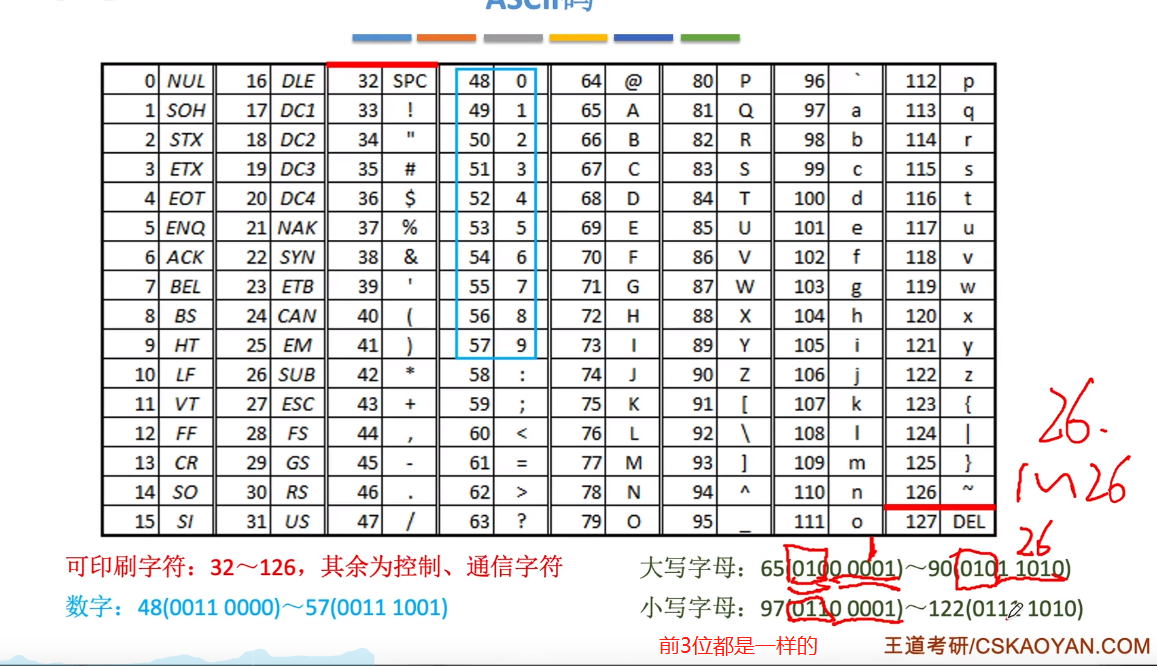 ASCII码
0 NUL 16 DLE 32 SPC 48 0 64 @ 80 P 96 ` 112 p
1 SOH 17 DC1 33 ! 49 1 65 A 81 Q 97 a 113 q
2 STX 18 DC2 34 " 50 2 66 B 82 R 98 b 114 r
3 ETX 19 DC3 35 # 51 3 67 C 83 S 99 c 115 s
4 EOT 20 DC4 36 $ 52 4 68 D 84 T 100 d 116 t
5 ENQ 21 NAK 37 % 53 5 69 E 85 U 101 e 117 u
6 ACK 22 SYN 38 & 54 6 70 F 86 V 102 f 118 v
7 BEL 23 ETB 39 ' 55 7 71 G 87 W 103 g 119 w
8 BS 24 CAN 40 ( 56 8 72 H 88 X 104 h 120 x
9 HT 25 EM 41 ) 57 9 73 I 89 Y 105 i 121 y
10 LF 26 SUB 42 * 58 : 74 J 90 Z 106 j 122 z
11 VT 27 ESC 43 + 59 ; 75 K 91 [ 107 k 123 {
12 FF 28 FS 44 , 60 < 76 L 92 \ 108 l 124 |
13 CR 29 GS 45 - 61 = 77 M 93 ] 109 m 125 }
14 SO 30 RS 46 . 62 > 78 N 94 ^ 110 n 126 ~
15 SI 31 US 47 / 63 ? 79 O 95 _ 111 o 127 DEL
26.
1~26
1
26
可印刷字符：32～126，其余为控制、通信字符
大写字母：65(0100 0001)～90(0101 1010)
数字：48(0011 0000)～57(0011 1001)
小写字母：97(0110 0001)～122(0111 1010)
前3位都是一样的
王道考研/CSKAOYAN.COM